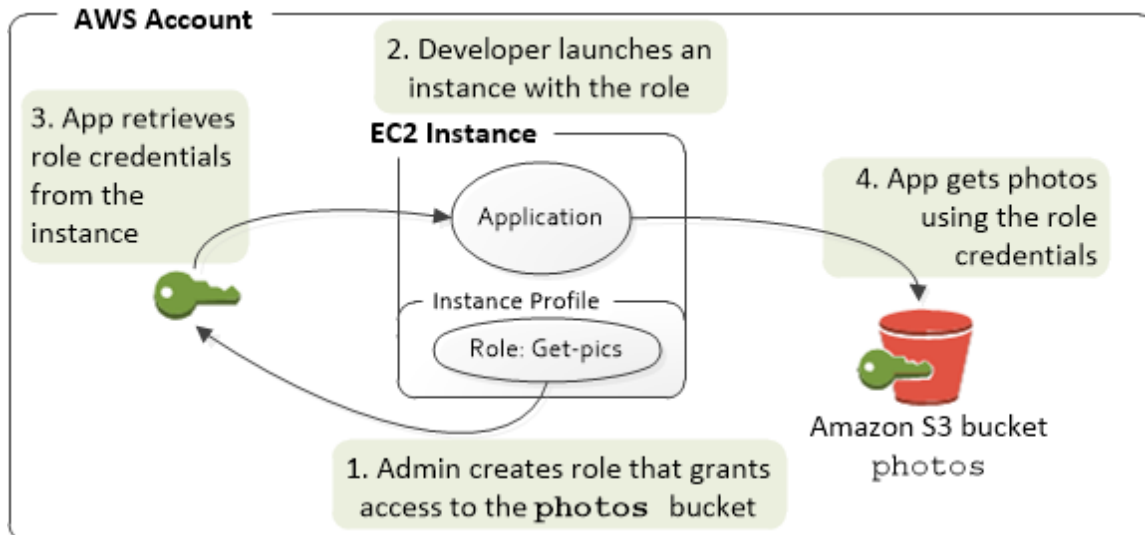 AWS Account
2. Developer launches an
instance with the role
3. App retrieves
role credentials
from the
instance
EC2 Instance
Application
4. App gets photos
using the role
credentials
Instance Profile
Role: Get-pics
Amazon S3 bucket
photos
1. Admin creates role that grants
access to the photos bucket